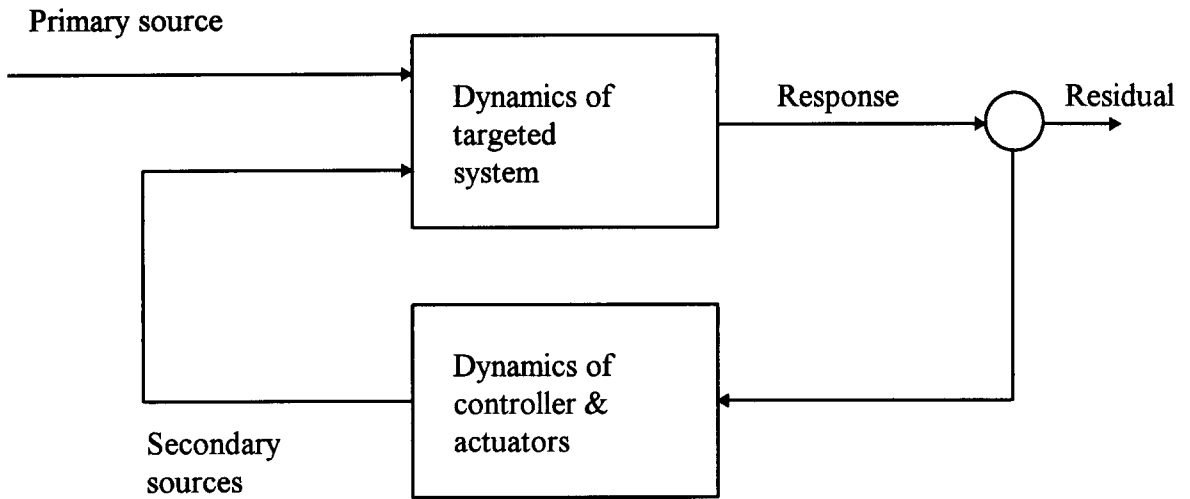 Primary source
Dynamics of
targeted
system
Response
Residual
Dynamics of
controller &
actuators
Secondary
sources